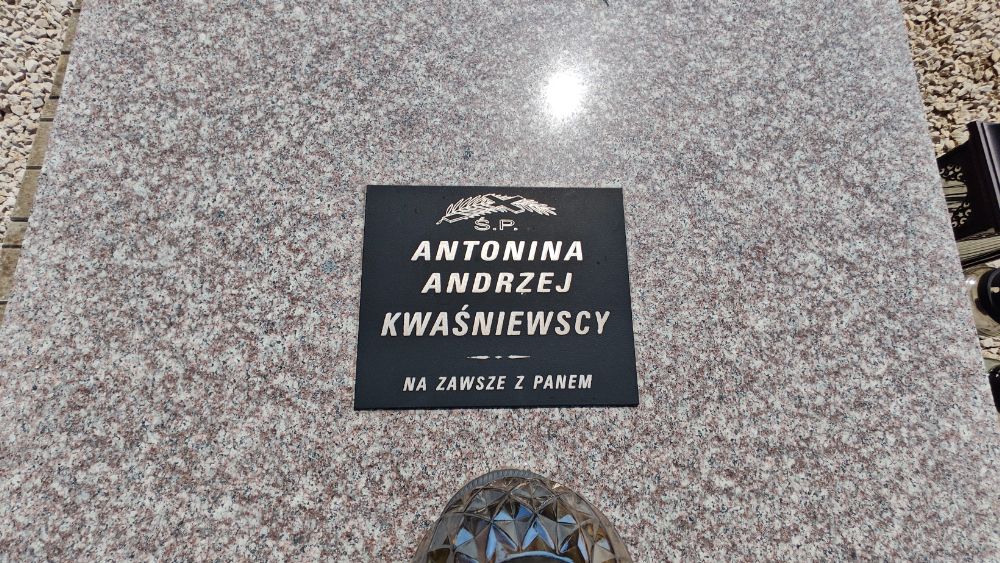 Ś.P.
ANTONINA
ANDRZEJ
KWAŚNIEWSCY
NA ZAWSZE Z PANEM